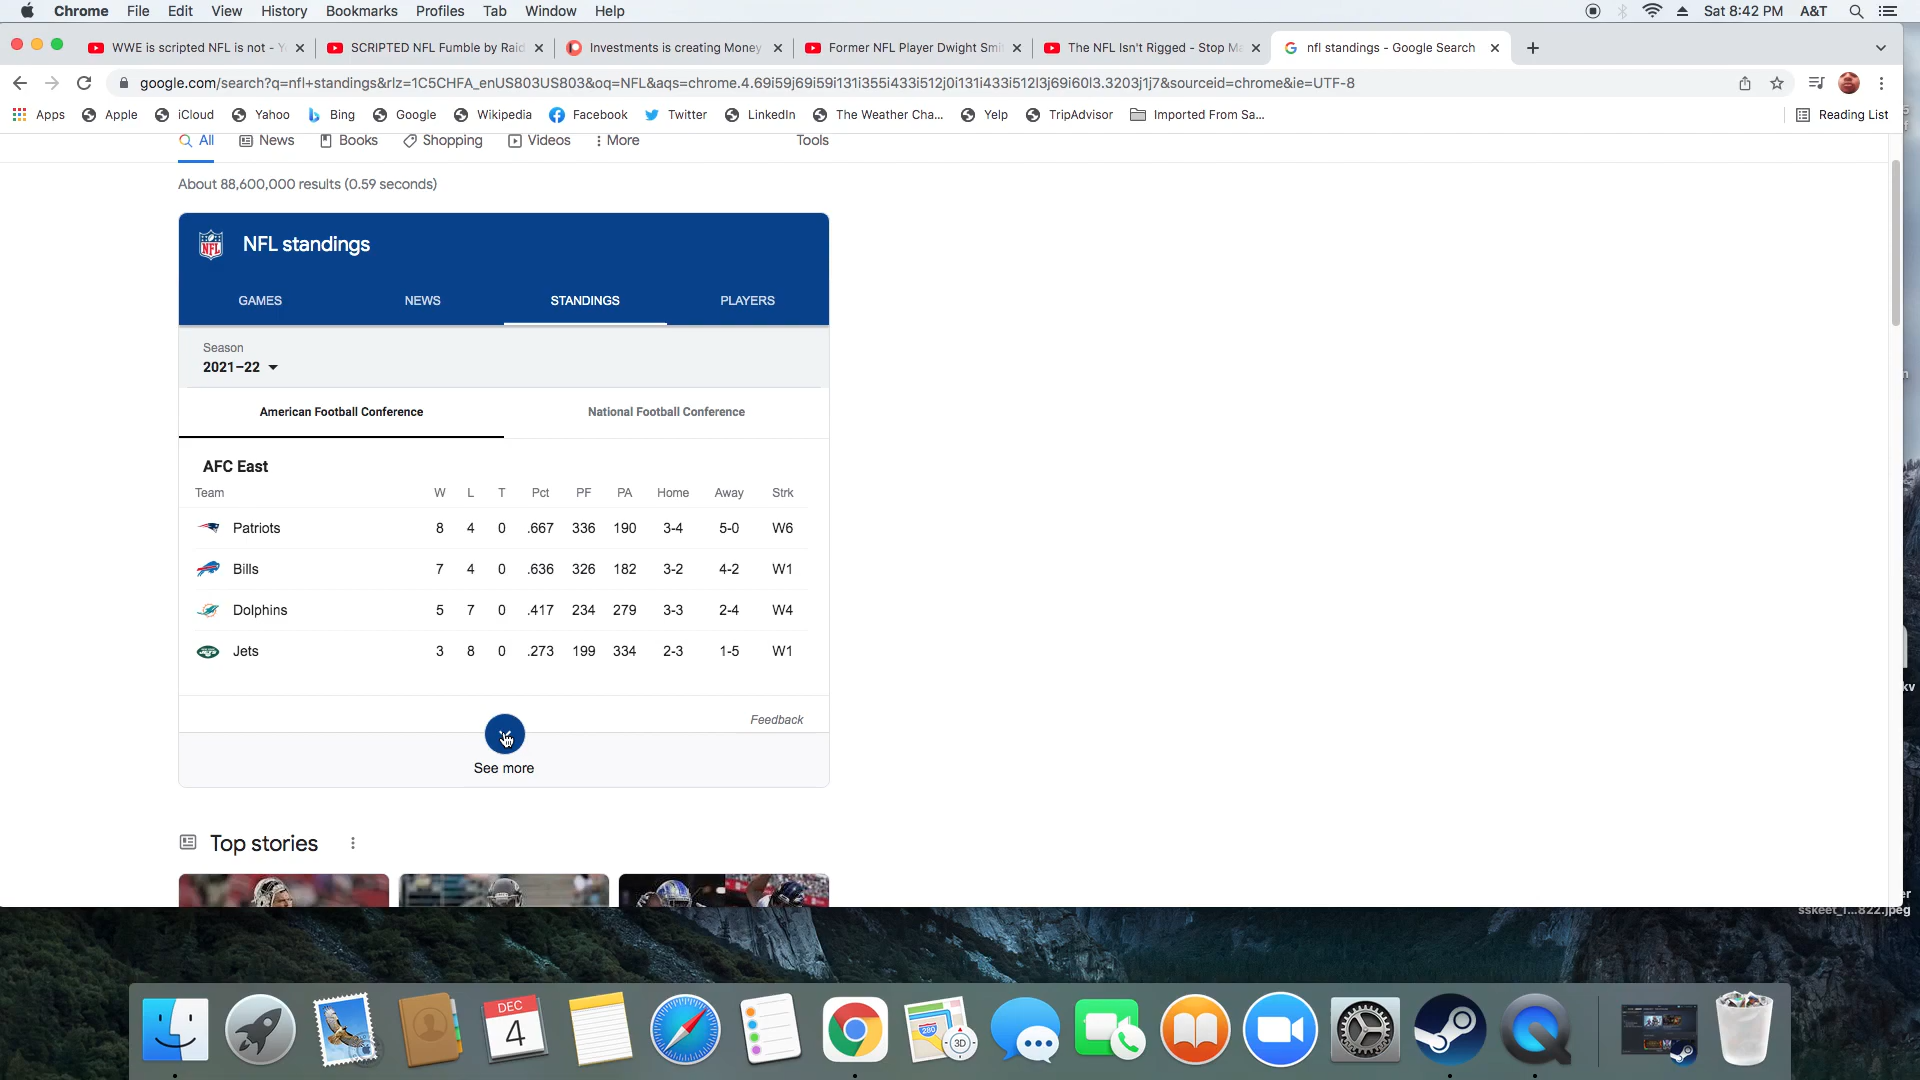 Chrome File Edit View History Bookmarks Profiles Tab Window Help Sat 8:42 PM A&T
WWE is scripted NFL is not - Y SCRIPTED NFL Fumble by Raid Investments is creating Money Former NFL Player Dwight Smi The NFL Isn't Rigged - Stop Ma nfl standings - Google Search
google.com/search?q=nfl+standings&rlz=1C5CHFA_enUS803US803&oq=NFL&aqs=chrome.4.69i59j69i59i131i355i433i512j0i131i433i512l3j69i60l3.3203j1j7&sourceid=chrome&ie=UTF-8
Apps Apple iCloud Yahoo Bing Google Wikipedia Facebook Twitter LinkedIn The Weather Cha... Yelp TripAdvisor Imported From Sa... Reading List
All News Books Shopping Videos More Tools
About 88,600,000 results (0.59 seconds)
NFL NFL standings
GAMES NEWS STANDINGS PLAYERS
Season
2021–22
American Football Conference National Football Conference
AFC East
Team W L T Pct PF PA Home Away Strk
Patriots 8 4 0 .667 336 190 3-4 5-0 W6
Bills 7 4 0 .636 326 182 3-2 4-2 W1
Dolphins 5 7 0 .417 234 279 3-3 2-4 W4
Jets 3 8 0 .273 199 334 2-3 1-5 W1
Feedback
See more
Top stories
kv
er
sskeet_i...822.jpeg
DEC
4
280
3D